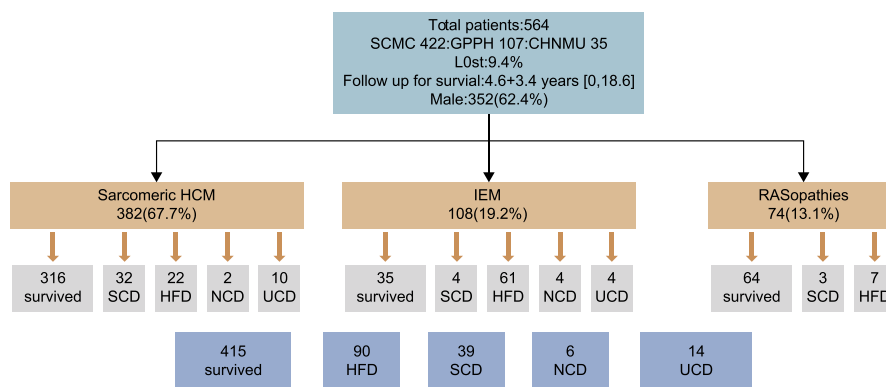 Total patients:564
SCMC 422:GPPH 107:CHNMU 35
L0st:9.4%
Follow up for survial:4.6+3.4 years [0,18.6]
Male:352(62.4%)
Sarcomeric HCM
382(67.7%)
IEM
108(19.2%)
RASopathies
74(13.1%)
316
survived
32
SCD
22
HFD
2
NCD
10
UCD
35
survived
4
SCD
61
HFD
4
NCD
4
UCD
64
survived
3
SCD
7
HFD
415
survived
90
HFD
39
SCD
6
NCD
14
UCD